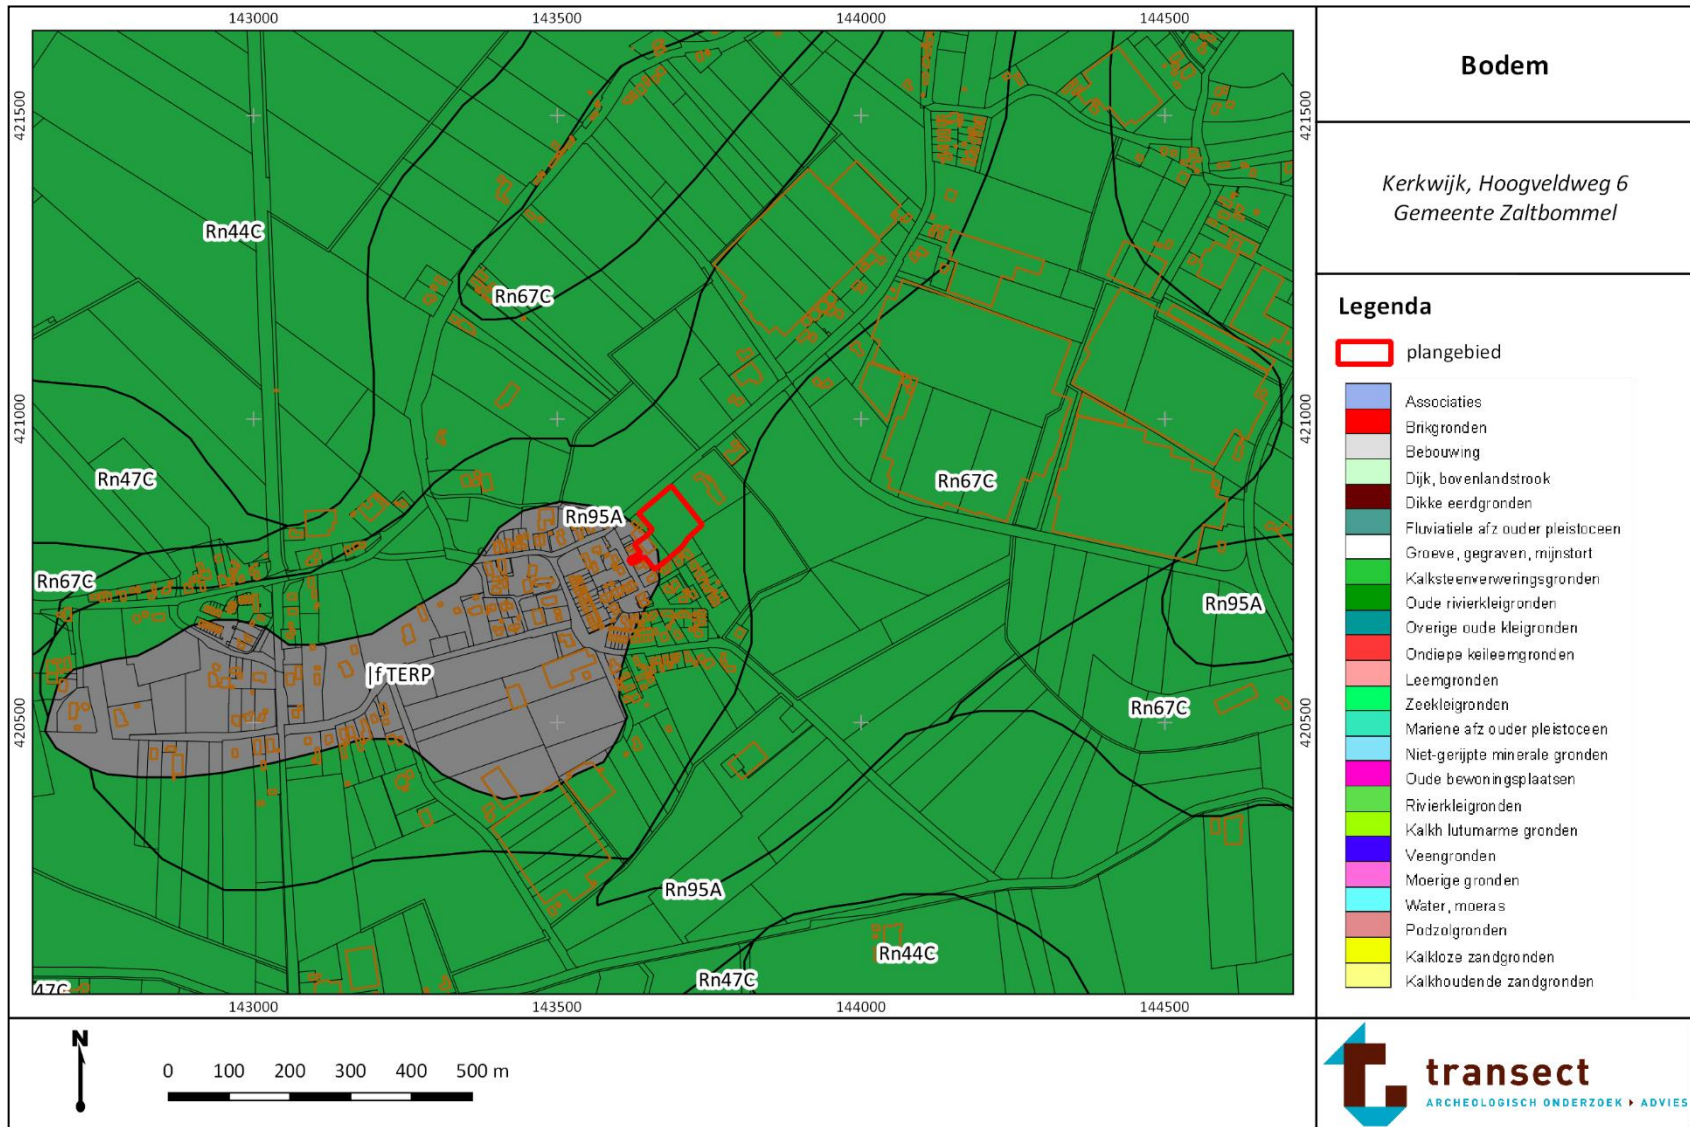 143000
143500
144000
144500
421500
421500
421000
421000
420500
420500
Rn44C
Rn67C
Rn47C
Rn95A
Rn67C
Rn67C
Rn95A
|f TERP
Rn67C
Rn95A
Rn44C
Rn47C
47C
143000
143500
144000
144500
N
0 100 200 300 400 500 m
Bodem
Kerkwijk, Hoogveldweg 6
Gemeente Zaltbommel
Legenda
plangebied
Associaties
Brikgronden
Bebouwing
Dijk, bovenlandstrook
Dikke eerdgronden
Fluviatiele afz ouder pleistoceen
Groeve, gegraven, mijnstort
Kalksteenverweringsgronden
Oude rivierkleigronden
Overige oude kleigronden
Ondiepe keileemgronden
Leemgronden
Zeekleigronden
Mariene afz ouder pleistoceen
Niet-gerijpte minerale gronden
Oude bewoningsplaatsen
Rivierkleigronden
Kalkh lutumarme gronden
Veengronden
Moerige gronden
Water, moeras
Podzolgronden
Kalkloze zandgronden
Kalkhoudende zandgronden
transect
ARCHEOLOGISCH ONDERZOEK ▸ ADVIES